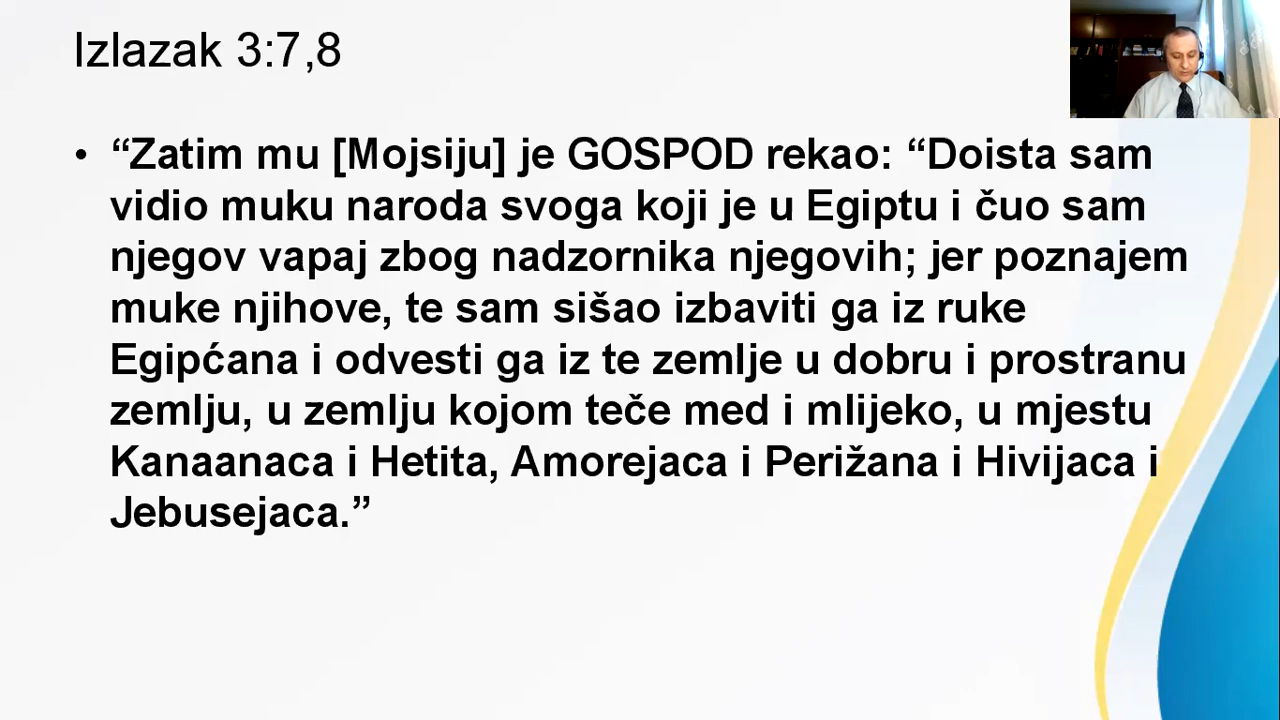 Izlazak 3:7,8
• “Zatim mu [Mojsiju] je GOSPOD rekao: “Doista sam
vidio muku naroda svoga koji je u Egiptu i čuo sam
njegov vapaj zbog nadzornika njegovih; jer poznajem
muke njihove, te sam sišao izbaviti ga iz ruke
Egipćana i odvesti ga iz te zemlje u dobru i prostranu
zemlju, u zemlju kojom teče med i mlijeko, u mjestu
Kanaanaca i Hetita, Amorejaca i Perižana i Hivijaca i
Jebusejaca.”